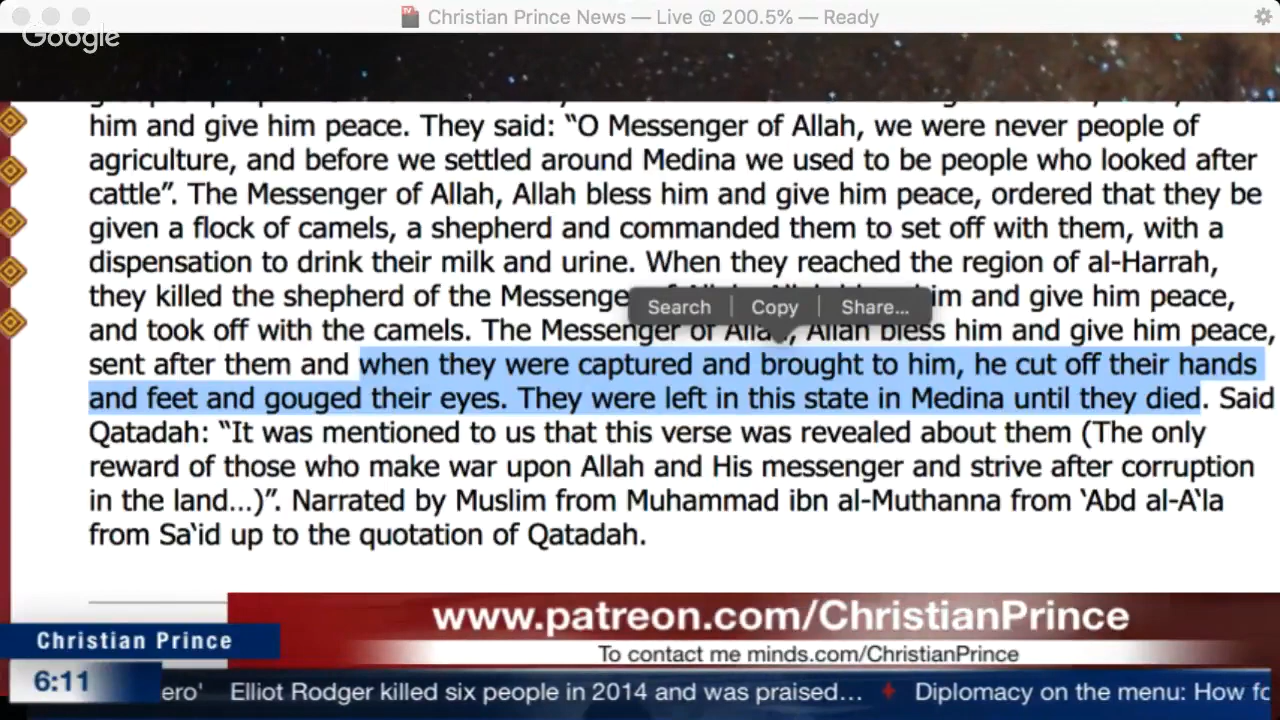 Christian Prince News — Live @ 200.5% — Ready
Google
him and give him peace. They said: “O Messenger of Allah, we were never people of
agriculture, and before we settled around Medina we used to be people who looked after
cattle”. The Messenger of Allah, Allah bless him and give him peace, ordered that they be
given a flock of camels, a shepherd and commanded them to set off with them, with a
dispensation to drink their milk and urine. When they reached the region of al-Harrah,
Search | Copy | Share...
they killed the shepherd of the Messenge im and give him peace,
and took off with the camels. The Messenger of Allah, Allah bless him and give him peace,
sent after them and when they were captured and brought to him, he cut off their hands
and feet and gouged their eyes. They were left in this state in Medina until they died. Said
Qatadah: “It was mentioned to us that this verse was revealed about them (The only
reward of those who make war upon Allah and His messenger and strive after corruption
in the land...)”. Narrated by Muslim from Muhammad ibn al-Muthanna from ‘Abd al-A‘la
from Sa‘id up to the quotation of Qatadah.
www.patreon.com/ChristianPrince
Christian Prince
To contact me minds.com/ChristianPrince
6:11
ero' Elliot Rodger killed six people in 2014 and was praised... Diplomacy on the menu: How fo